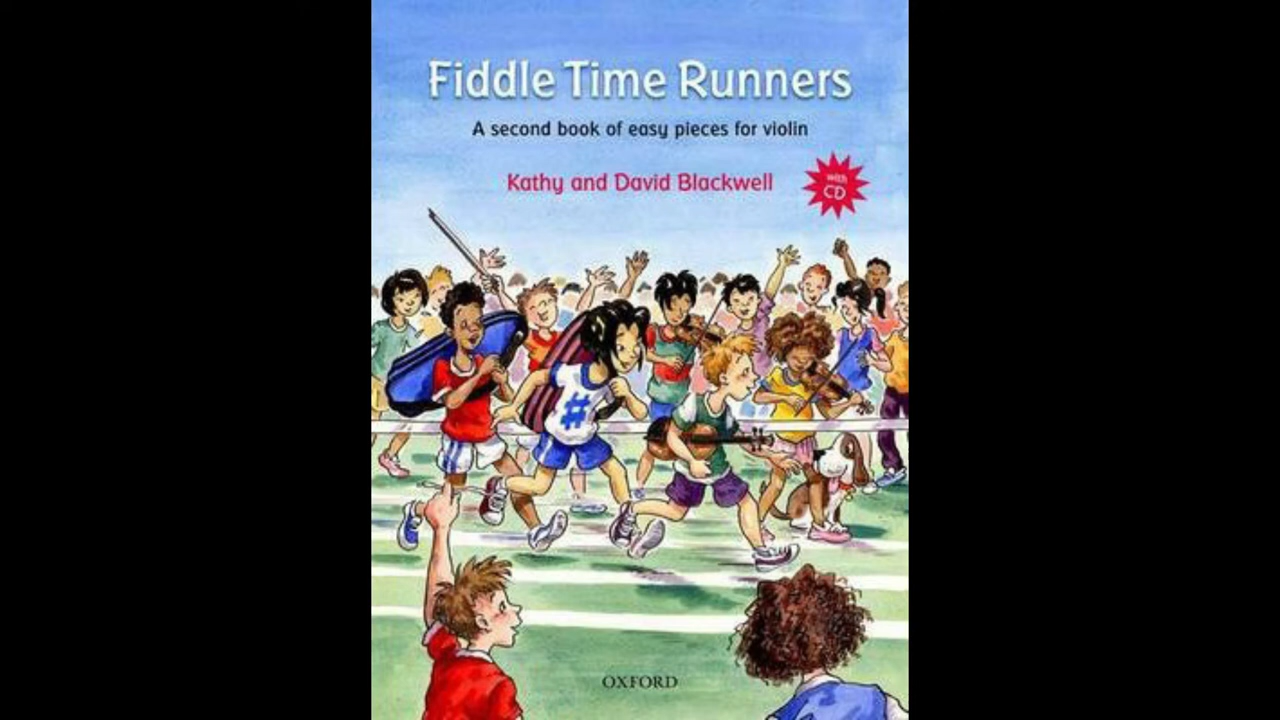 Fiddle Time Runners
A second book of easy pieces for violin
Kathy and David Blackwell
with
CD
#
OXFORD